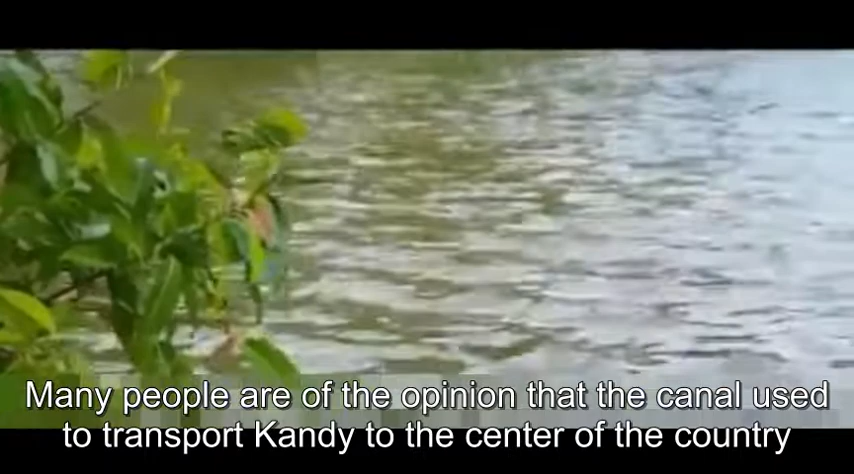 Many people are of the opinion that the canal used
to transport Kandy to the center of the country